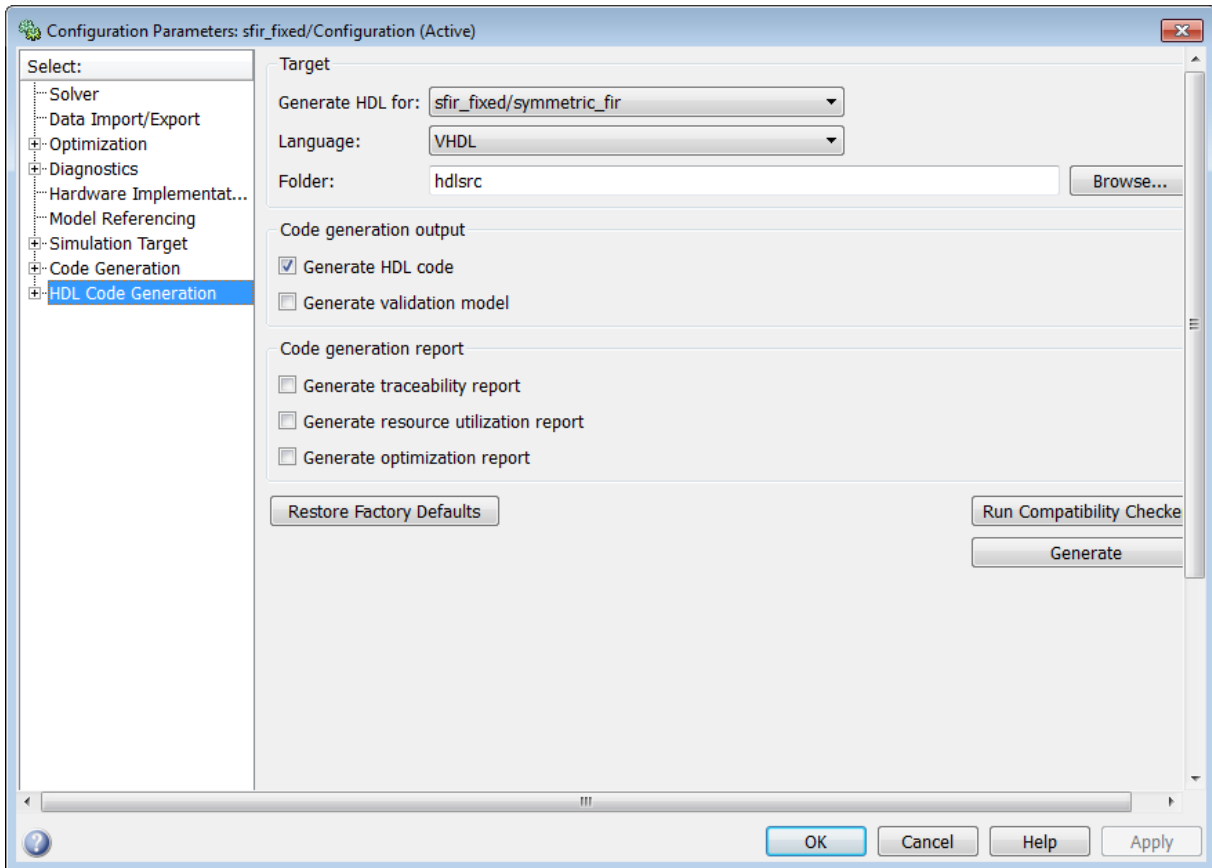 Configuration Parameters: sfir_fixed/Configuration (Active)
Select:
Solver
Data Import/Export
Optimization
Diagnostics
Hardware Implementat...
Model Referencing
Simulation Target
Code Generation
HDL Code Generation
Target
Generate HDL for: sfir_fixed/symmetric_fir
Language: VHDL
Folder: hdlsrc Browse...
Code generation output
Generate HDL code
Generate validation model
Code generation report
Generate traceability report
Generate resource utilization report
Generate optimization report
Restore Factory Defaults Run Compatibility Checke
Generate
OK Cancel Help Apply